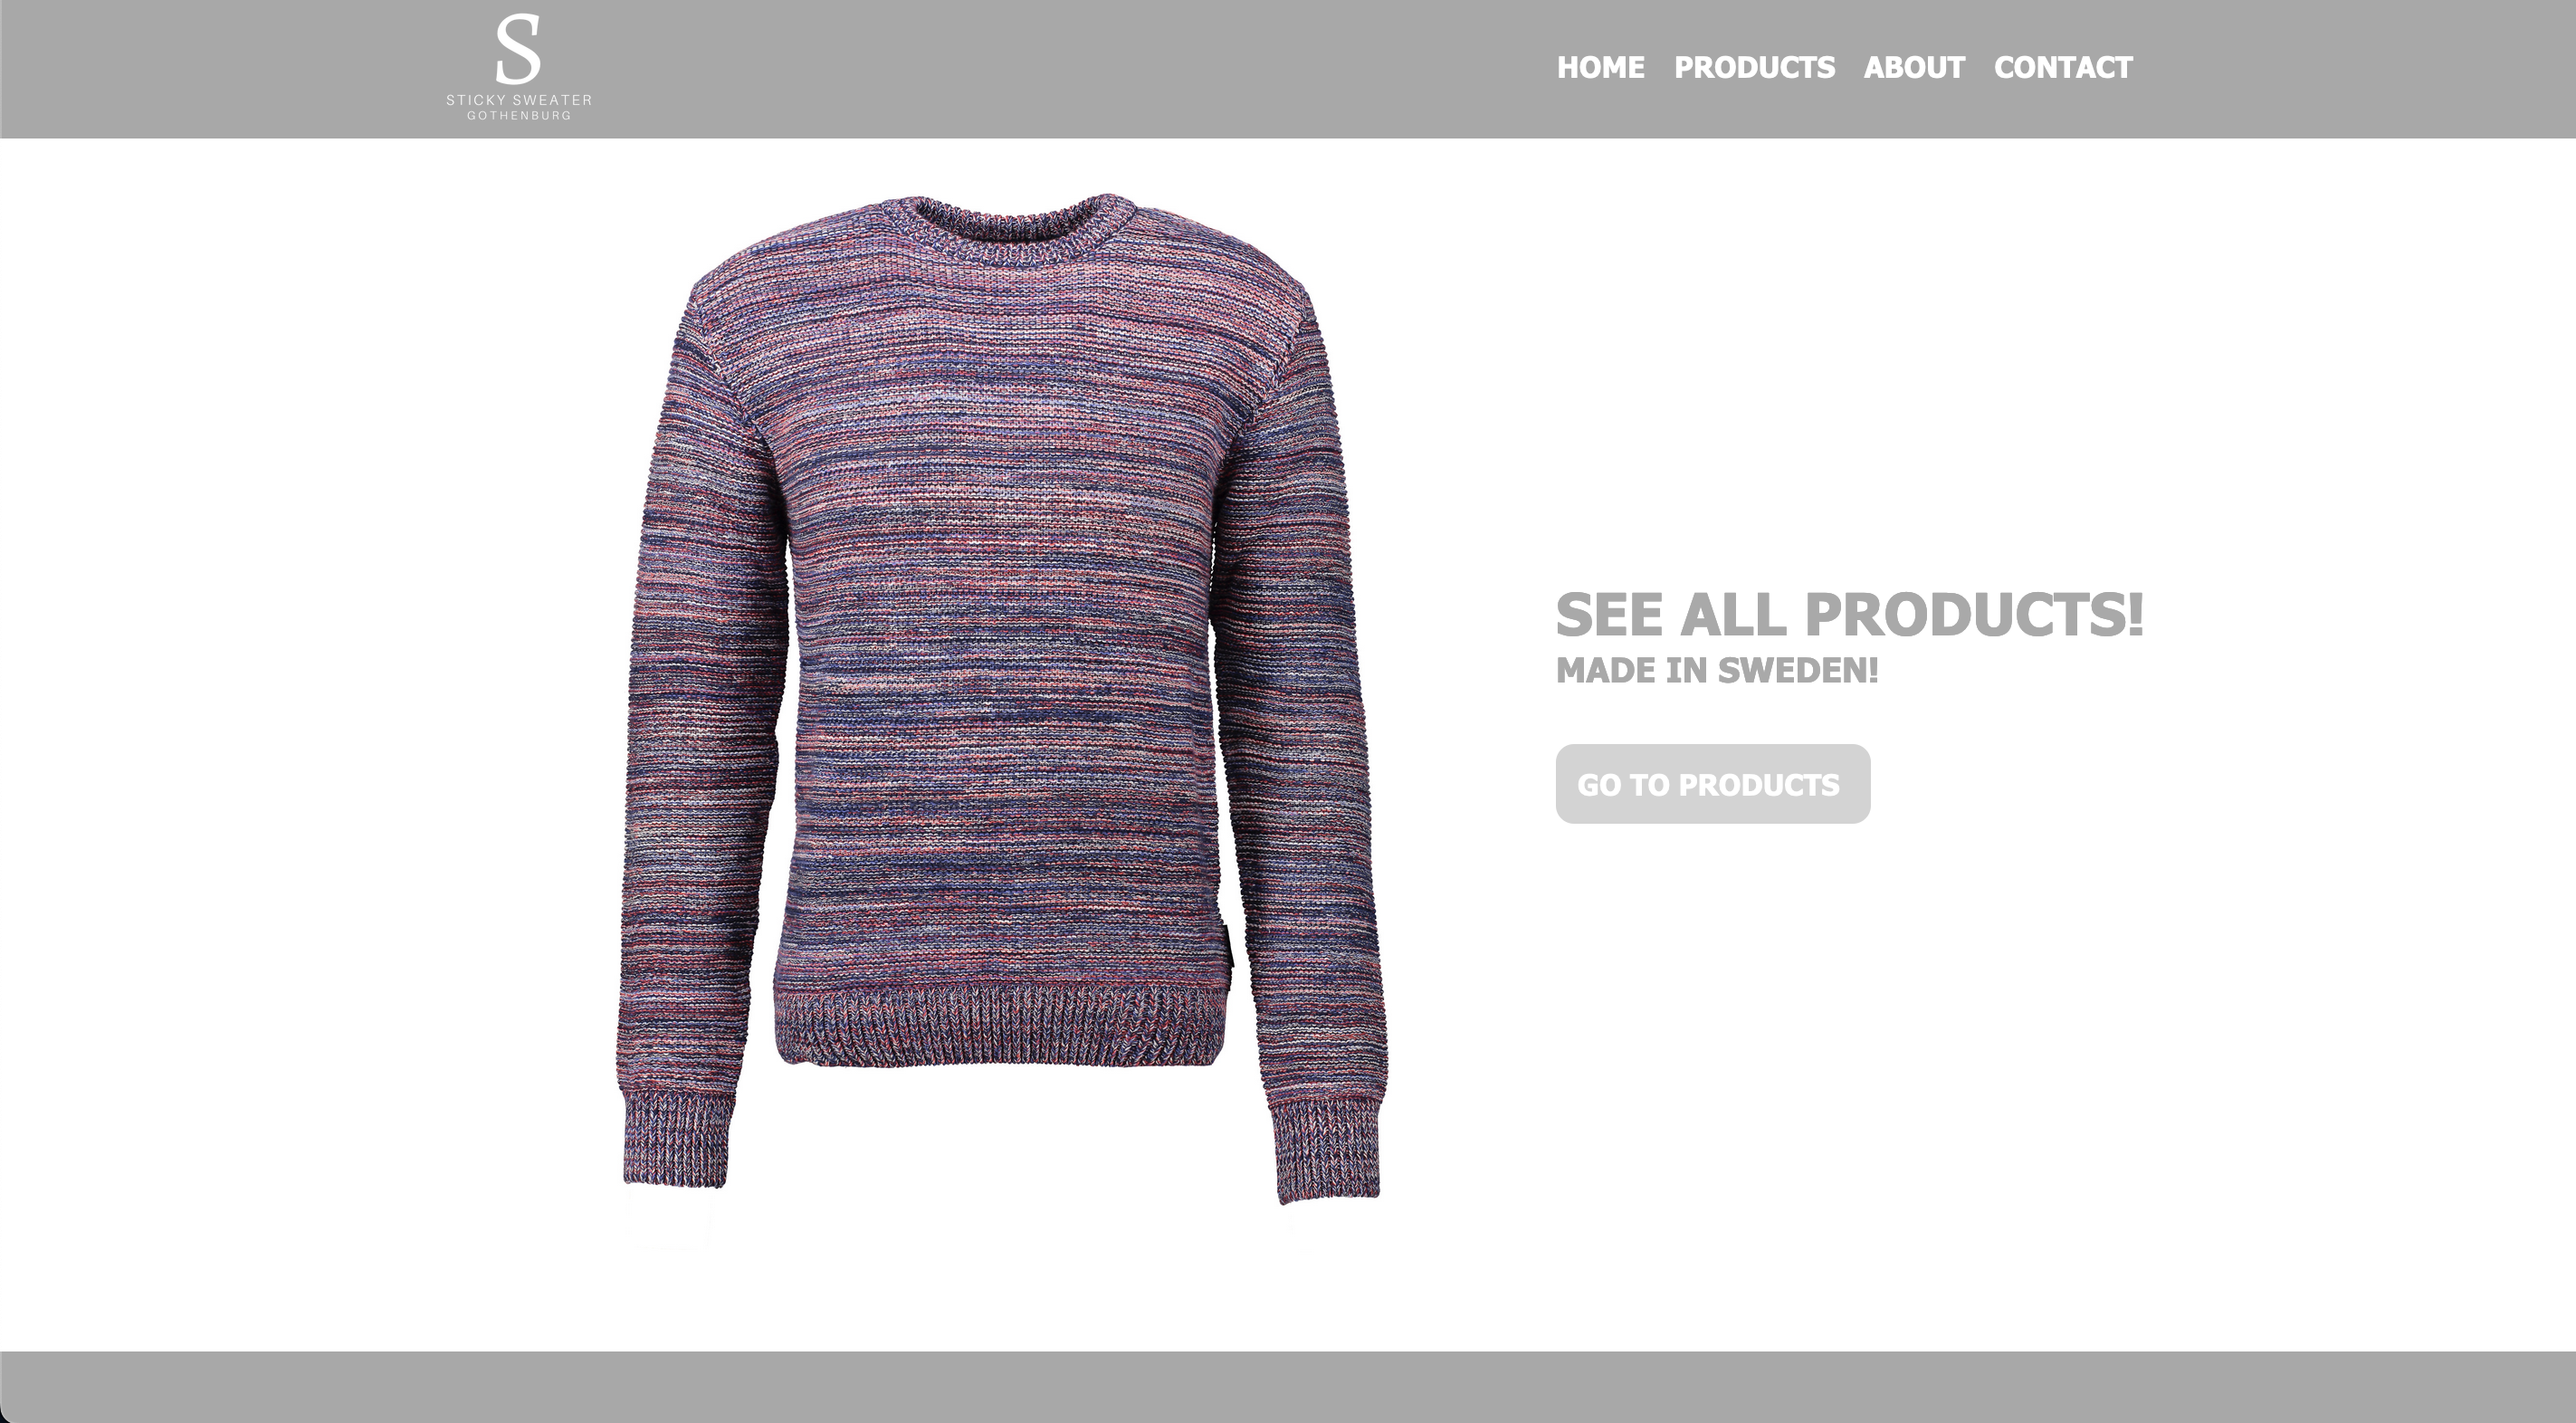 S
STICKY SWEATER
GOTHENBURG
HOME PRODUCTS ABOUT CONTACT
SEE ALL PRODUCTS!
MADE IN SWEDEN!
GO TO PRODUCTS